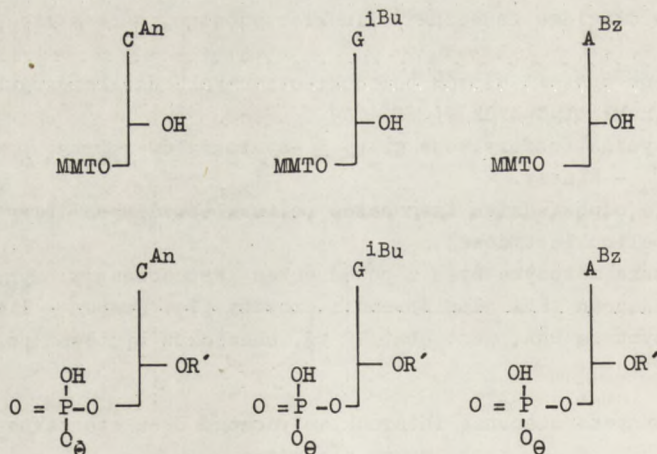 C^An G^iBu A^Bz
OH OH OH
MMTO MMTO MMTO
C^An G^iBu A^Bz
OR′ OR′ OR′
OH OH OH
O = P - O O = P - O O = P - O
O⊖ O⊖ O⊖